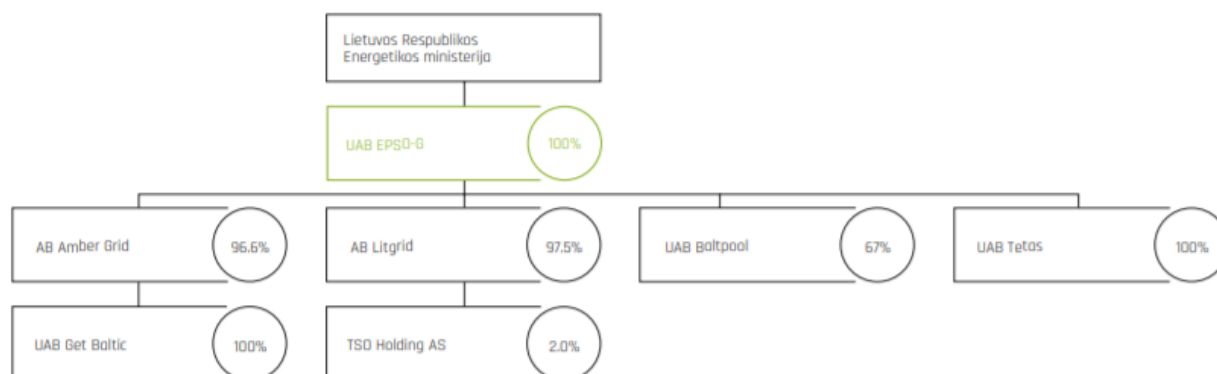 Lietuvos Respublikos
Energetikos ministerija
UAB EPSO-G
100%
AB Amber Grid
96.6%
AB Litgrid
97.5%
UAB Baltpool
67%
UAB Tetas
100%
UAB Get Baltic
100%
TSO Holding AS
2.0%